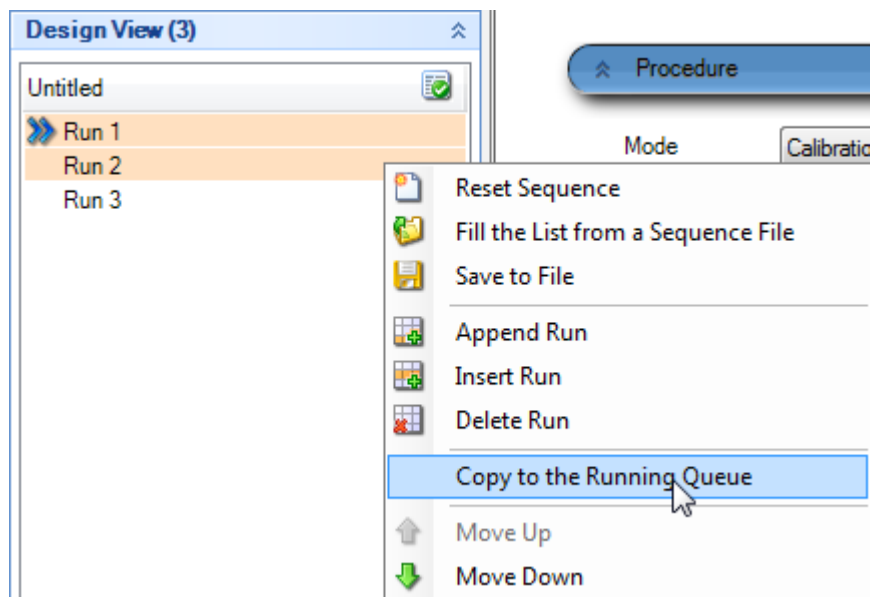 Design View (3)
Untitled
Run 1
Run 2
Run 3
Procedure
Mode
Calibratio
Reset Sequence
Fill the List from a Sequence File
Save to File
Append Run
Insert Run
Delete Run
Copy to the Running Queue
Move Up
Move Down